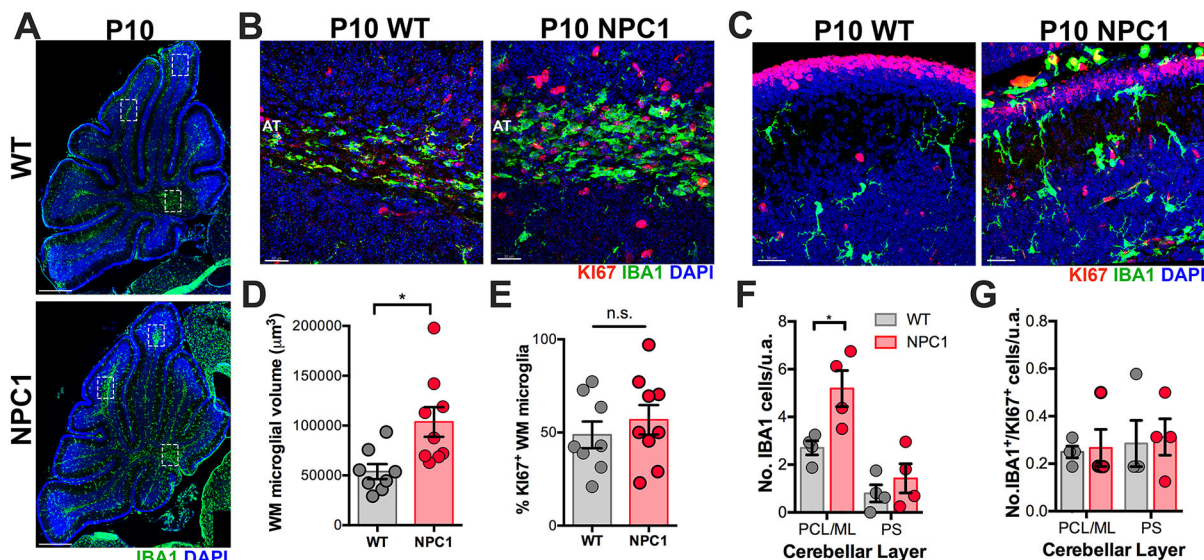 A
P10
WT
NPC1
IBA1 DAPI
B
P10 WT
P10 NPC1
AT
AT
KI67 IBA1 DAPI
C
P10 WT
P10 NPC1
KI67 IBA1 DAPI
D
WM microglial volume (µm³)
200000
150000
100000
50000
0
*
WT
NPC1
E
% KI67⁺ WM microglia
100
50
0
n.s.
WT
NPC1
F
No. IBA1 cells/u.a.
8
6
4
2
0
*
WT
NPC1
PCL/ML
PS
Cerebellar Layer
G
No.IBA1⁺/KI67⁺ cells/u.a.
0.8
0.6
0.4
0.2
0.0
PCL/ML
PS
Cerebellar Layer